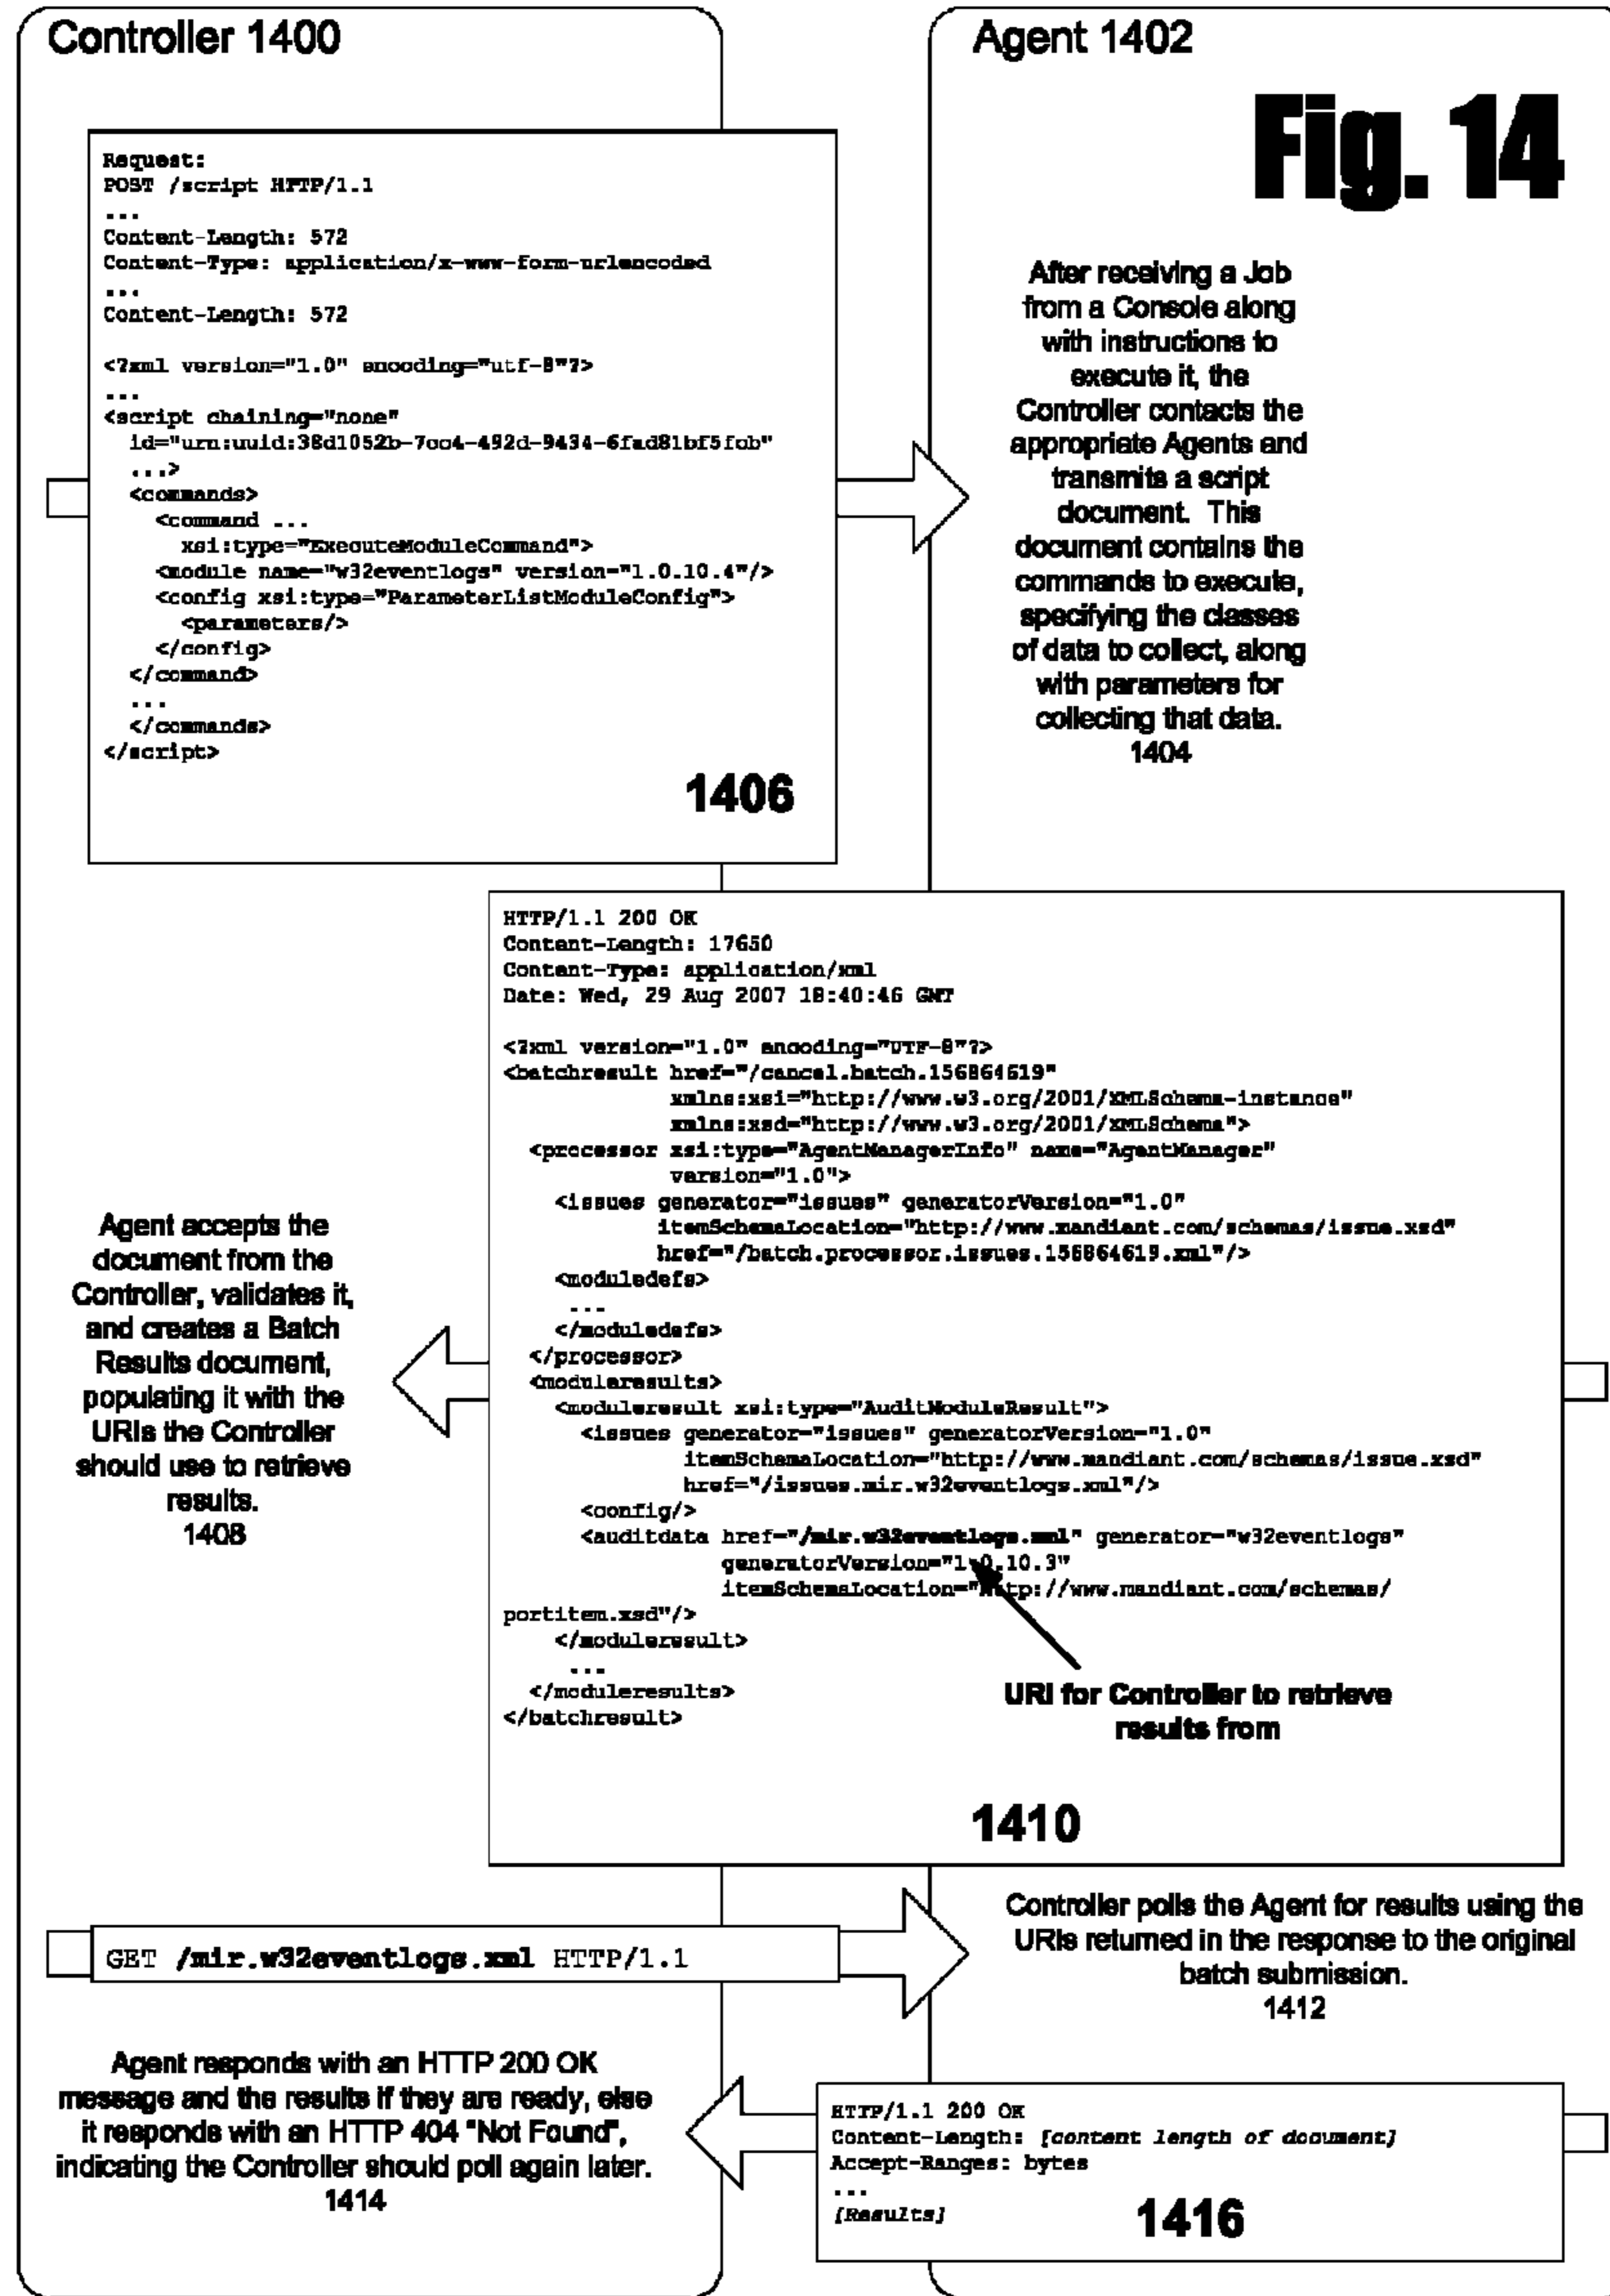 Controller 1400
Agent 1402
Fig. 14
Request:
POST /script HTTP/1.1
...
Content-Length: 572
Content-Type: application/x-www-form-urlencoded
...
Content-Length: 572
<?xml version="1.0" encoding="utf-8"?>
...
<script chaining="none"
id="urn:uuid:38d1052b-7cc4-492d-9434-6fad81bf5fcb"
...>
<commands>
<command ...
xsi:type="ExecuteModuleCommand">
<module name="w32eventlogs" version="1.0.10.4"/>
<config xsi:type="ParameterListModuleConfig">
<parameters/>
</config>
</command>
...
</commands>
</script>
1406
After receiving a Job
from a Console along
with instructions to
execute it, the
Controller contacts the
appropriate Agents and
transmits a script
document. This
document contains the
commands to execute,
specifying the classes
of data to collect, along
with parameters for
collecting that data.
1404
HTTP/1.1 200 OK
Content-Length: 17650
Content-Type: application/xml
Date: Wed, 29 Aug 2007 18:40:46 GMT
<?xml version="1.0" encoding="UTF-8"?>
<batchresult href="/cancel.batch.156864619"
xmlns:xsi="http://www.w3.org/2001/XMLSchema-instance"
xmlns:xsd="http://www.w3.org/2001/XMLSchema">
<processor xsi:type="AgentManagerInfo" name="AgentManager"
version="1.0">
<issues generator="issues" generatorVersion="1.0"
itemSchemaLocation="http://www.mandiant.com/schemas/issue.xsd"
href="/batch.processor.issues.156864619.xml"/>
<moduledefs>
...
</moduledefs>
</processor>
<moduleresults>
<moduleresult xsi:type="AuditModuleResult">
<issues generator="issues" generatorVersion="1.0"
itemSchemaLocation="http://www.mandiant.com/schemas/issue.xsd"
href="/issues.mir.w32eventlogs.xml"/>
<config/>
<auditdata href="/mir.w32eventlogs.xml" generator="w32eventlogs"
generatorVersion="1.0.10.3"
itemSchemaLocation="http://www.mandiant.com/schemas/
portitem.xsd"/>
</moduleresult>
...
</moduleresults>
</batchresult>
URI for Controller to retrieve
results from
1410
Agent accepts the
document from the
Controller, validates it,
and creates a Batch
Results document,
populating it with the
URIs the Controller
should use to retrieve
results.
1408
GET /mir.w32eventlogs.xml HTTP/1.1
Controller polls the Agent for results using the
URIs returned in the response to the original
batch submission.
1412
Agent responds with an HTTP 200 OK
message and the results if they are ready, else
it responds with an HTTP 404 "Not Found",
indicating the Controller should poll again later.
1414
HTTP/1.1 200 OK
Content-Length: [content length of document]
Accept-Ranges: bytes
...
[Results]
1416